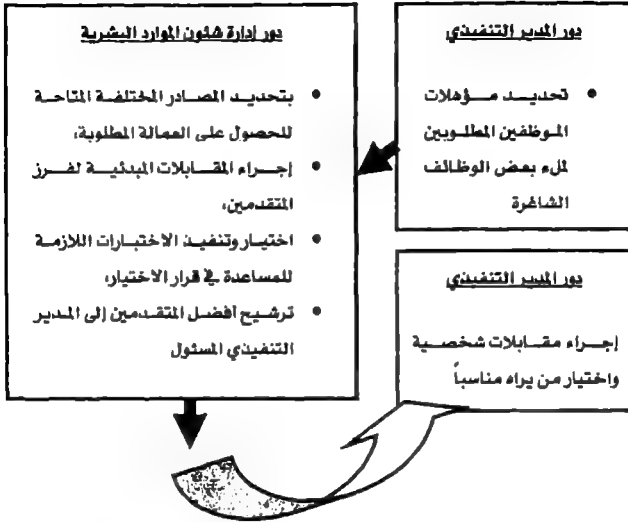 دور المدير التنفيذي
• تحديد مؤهلات
الموظفين المطلوبين
لملء بعض الوظائف
الشاغرة
دور إدارة شئون الموارد البشرية
• بتحديد المصادر المختلفة المتاحة
للحصول على العمالة المطلوبة،
• إجراء المقابلات المبدئية لفرز
المتقدمين،
• اختيار وتنفيذ الاختبارات اللازمة
للمساعدة في قرار الاختيار،
• ترشيح أفضل المتقدمين إلى المدير
التنفيذي المسئول
دور المدير التنفيذي
إجراء مقابلات شخصية
واختيار من يراه مناسباً